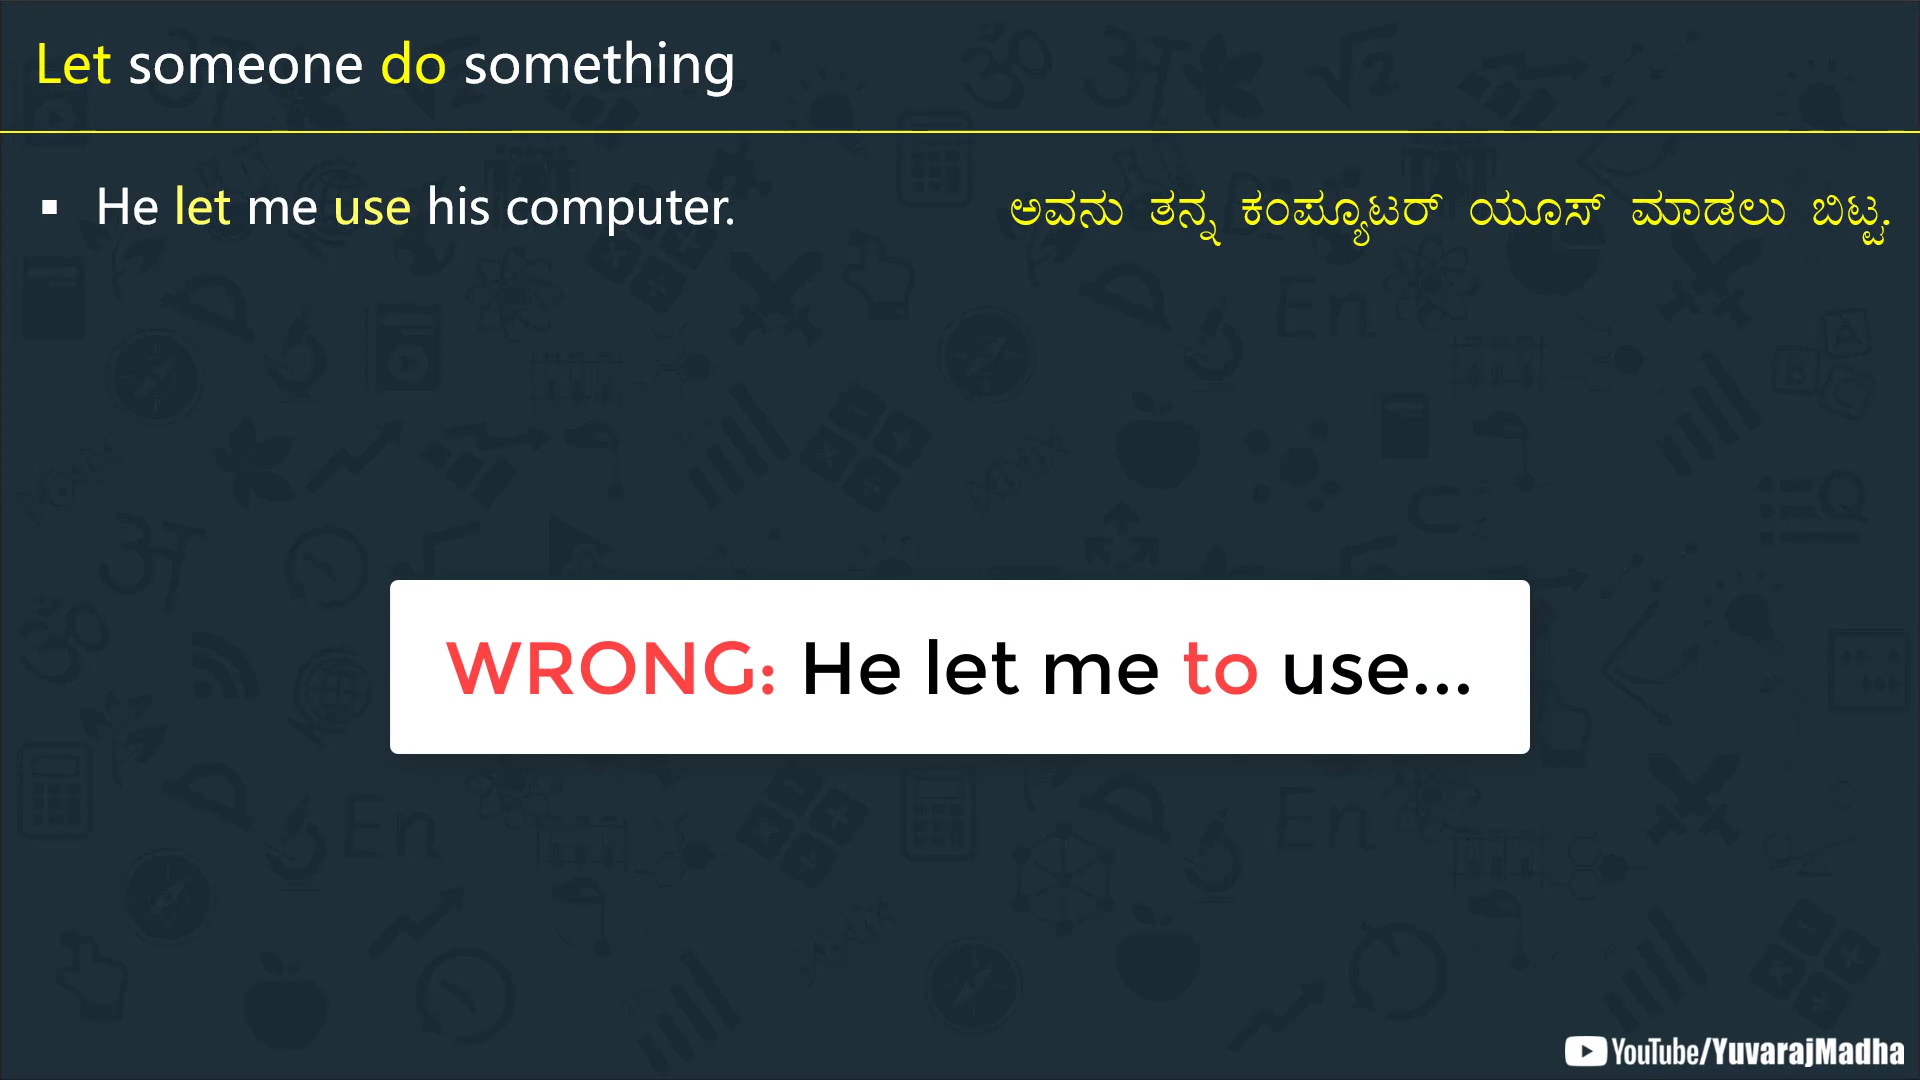 Let someone do something
▪ He let me use his computer. ಅವನು ತನ್ನ ಕಂಪ್ಯೂಟರ್ ಯೂಸ್ ಮಾಡಲು ಬಿಟ್ಟ.
WRONG: He let me to use...
YouTube/YuvarajMadha